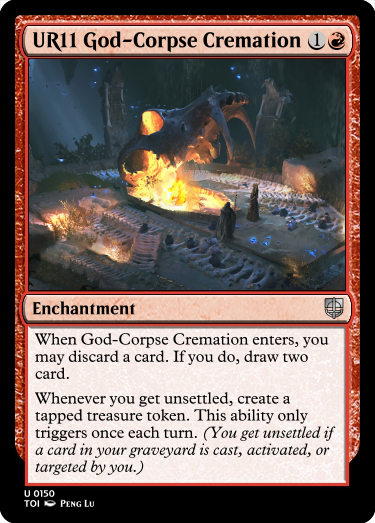 UR11 God-Corpse Cremation 1
Enchantment
When God-Corpse Cremation enters, you
may discard a card. If you do, draw two
card.
Whenever you get unsettled, create a
tapped treasure token. This ability only
triggers once each turn. (You get unsettled if
a card in your graveyard is cast, activated, or
targeted by you.)
U 0150
TOI Peng Lu